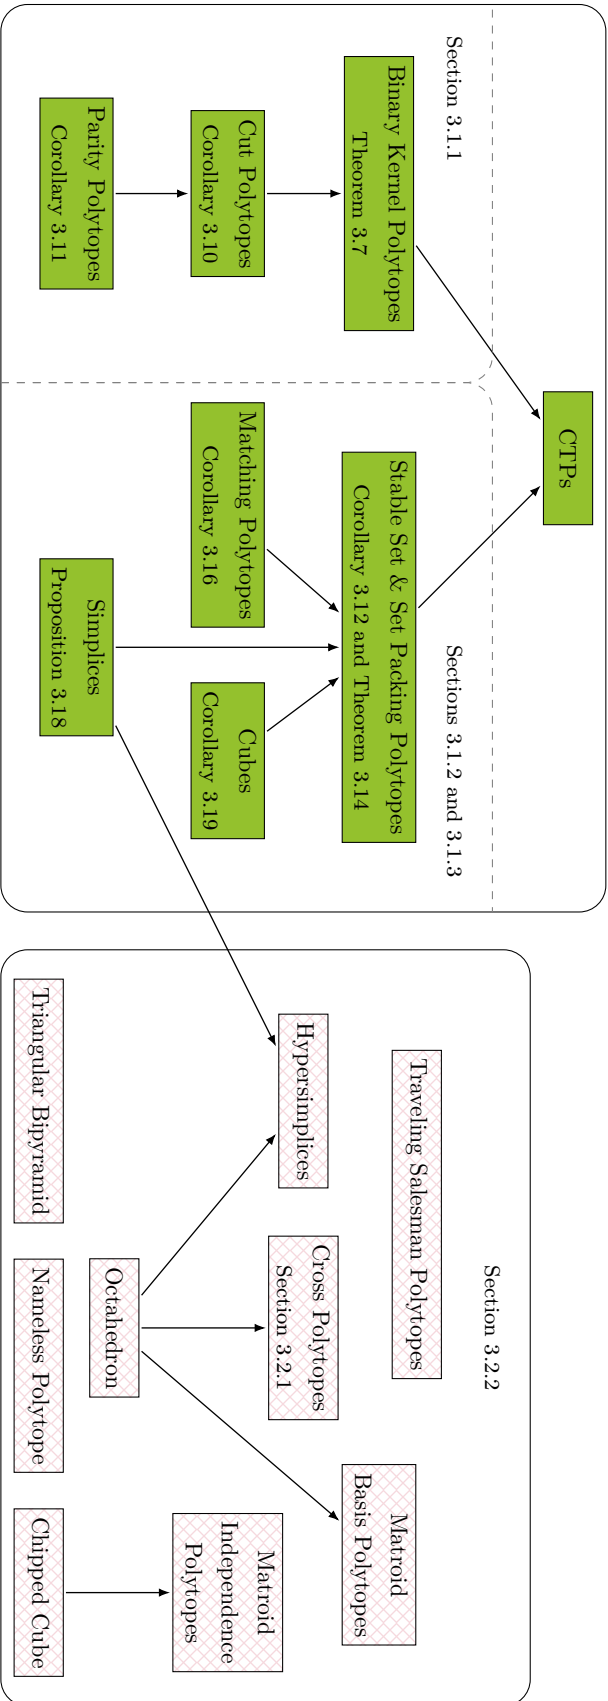 CTPs
Section 3.1.1
Sections 3.1.2 and 3.1.3
Binary Kernel Polytopes
Theorem 3.7
Stable Set & Set Packing Polytopes
Corollary 3.12 and Theorem 3.14
Cut Polytopes
Corollary 3.10
Matching Polytopes
Corollary 3.16
Cubes
Corollary 3.19
Parity Polytopes
Corollary 3.11
Simplices
Proposition 3.18
Section 3.2.2
Traveling Salesman Polytopes
Hypersimplices
Cross Polytopes
Section 3.2.1
Matroid
Basis Polytopes
Octahedron
Matroid
Independence
Polytopes
Triangular Bipyramid
Nameless Polytope
Chipped Cube